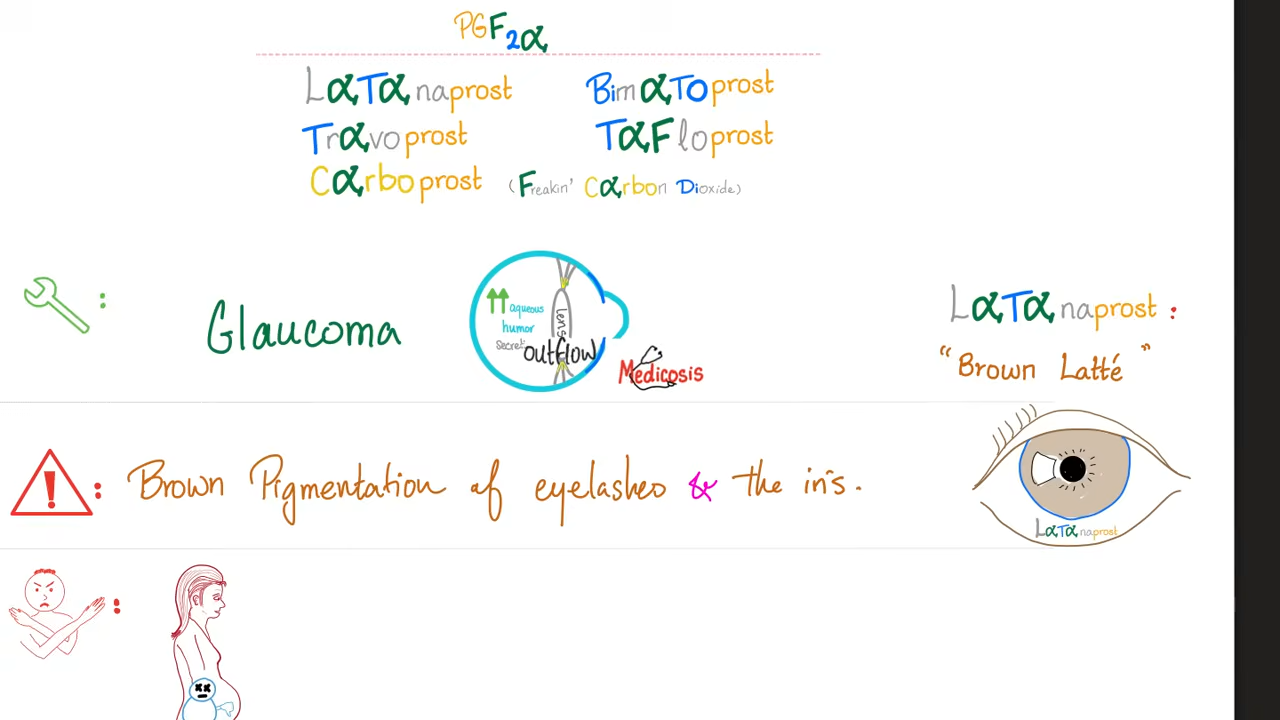 PGF2α
LαTαnaprost BimαTOprost
Trαvoprost TαFloprost
Cαrboprost (Freakin' Cαrbon Dioxide)
aqueous
humor
secret
outflow
Lens
Glaucoma
Medicosis
LαTαnaprost :
"Brown Latté"
: Brown Pigmentation of eyelashes & the iris.
LαTαnaprost